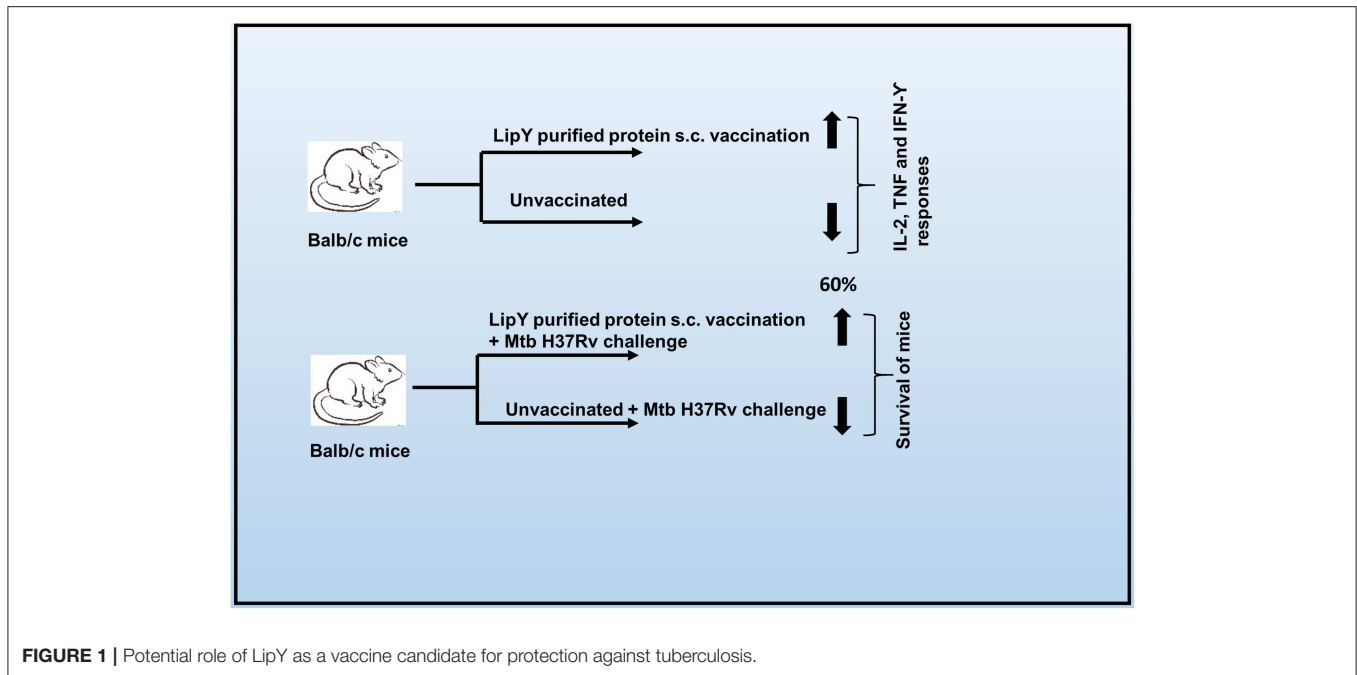 LipY purified protein s.c. vaccination
Unvaccinated
Balb/c mice
IL-2, TNF and IFN-ϒ
responses
60%
LipY purified protein s.c. vaccination
+ Mtb H37Rv challenge
Unvaccinated + Mtb H37Rv challenge
Balb/c mice
Survival of mice
FIGURE 1 | Potential role of LipY as a vaccine candidate for protection against tuberculosis.